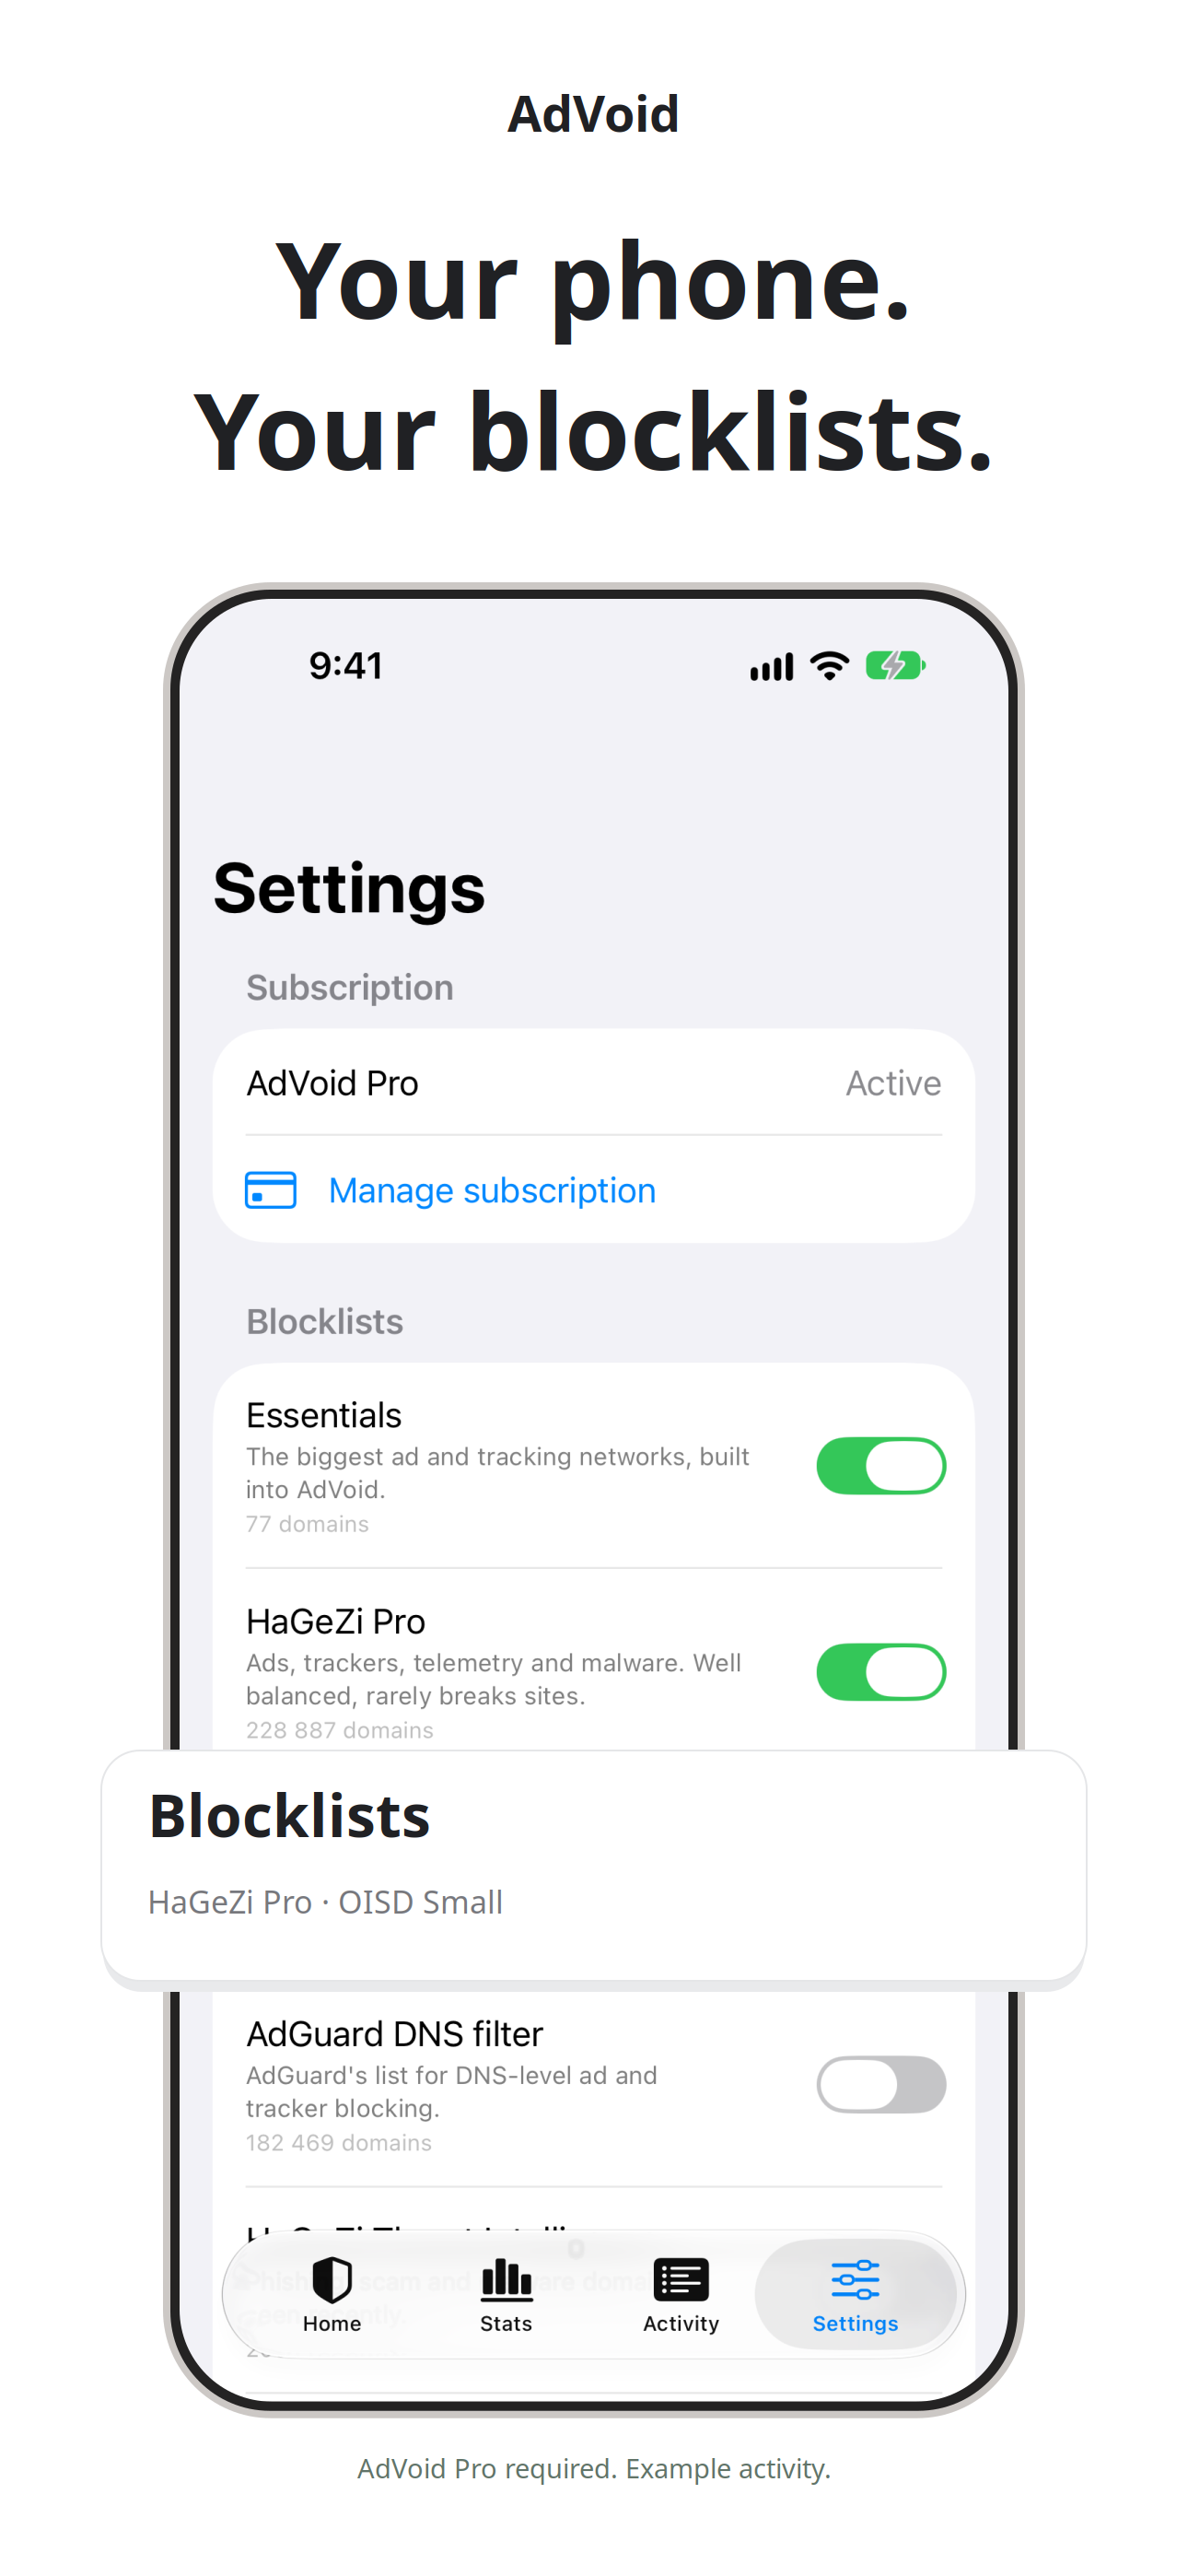 AdVoid
Your phone.
Your blocklists.
9:41
Settings
Subscription
AdVoid Pro
Active
Manage subscription
Blocklists
Essentials
The biggest ad and tracking networks, built
into AdVoid.
77 domains
HaGeZi Pro
Ads, trackers, telemetry and malware. Well
balanced, rarely breaks sites.
228 887 domains
Blocklists
HaGeZi Pro · OISD Small
AdGuard DNS filter
AdGuard's list for DNS-level ad and
tracker blocking.
182 469 domains
Home
Stats
Activity
Settings
AdVoid Pro required. Example activity.